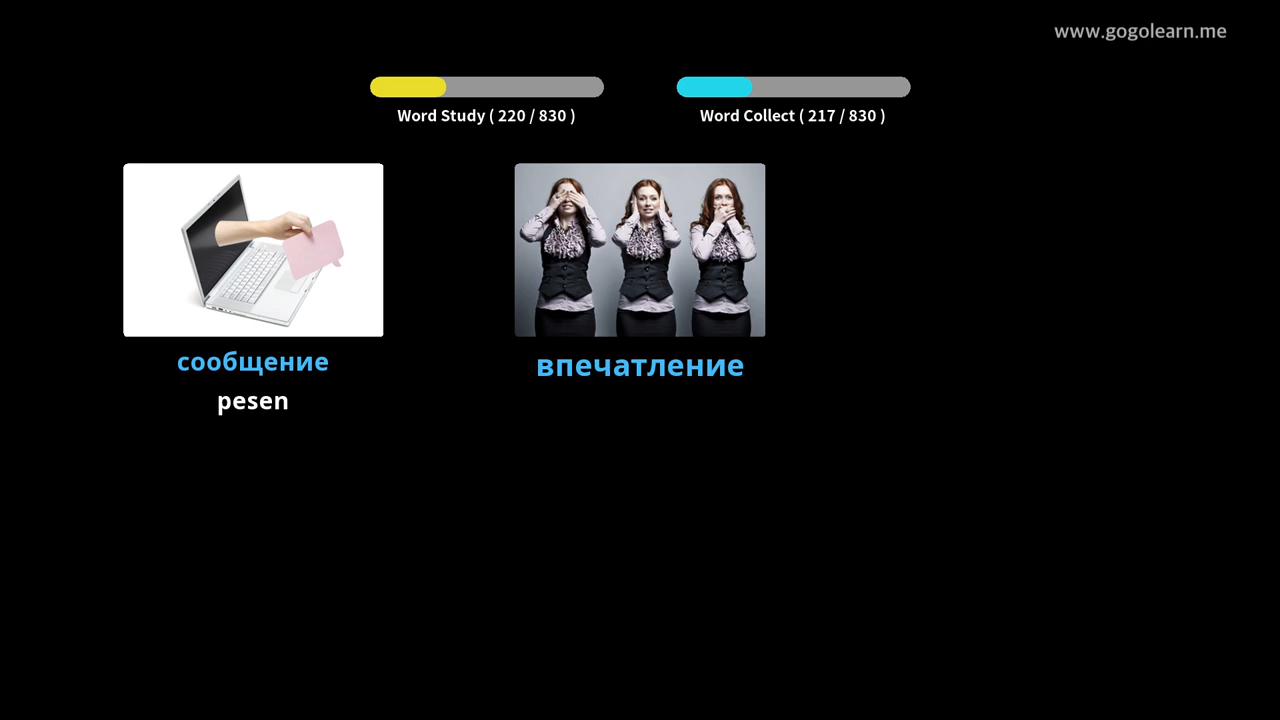 www.gogolearn.me
Word Study ( 220 / 830 )
Word Collect ( 217 / 830 )
сообщение
pesen
впечатление